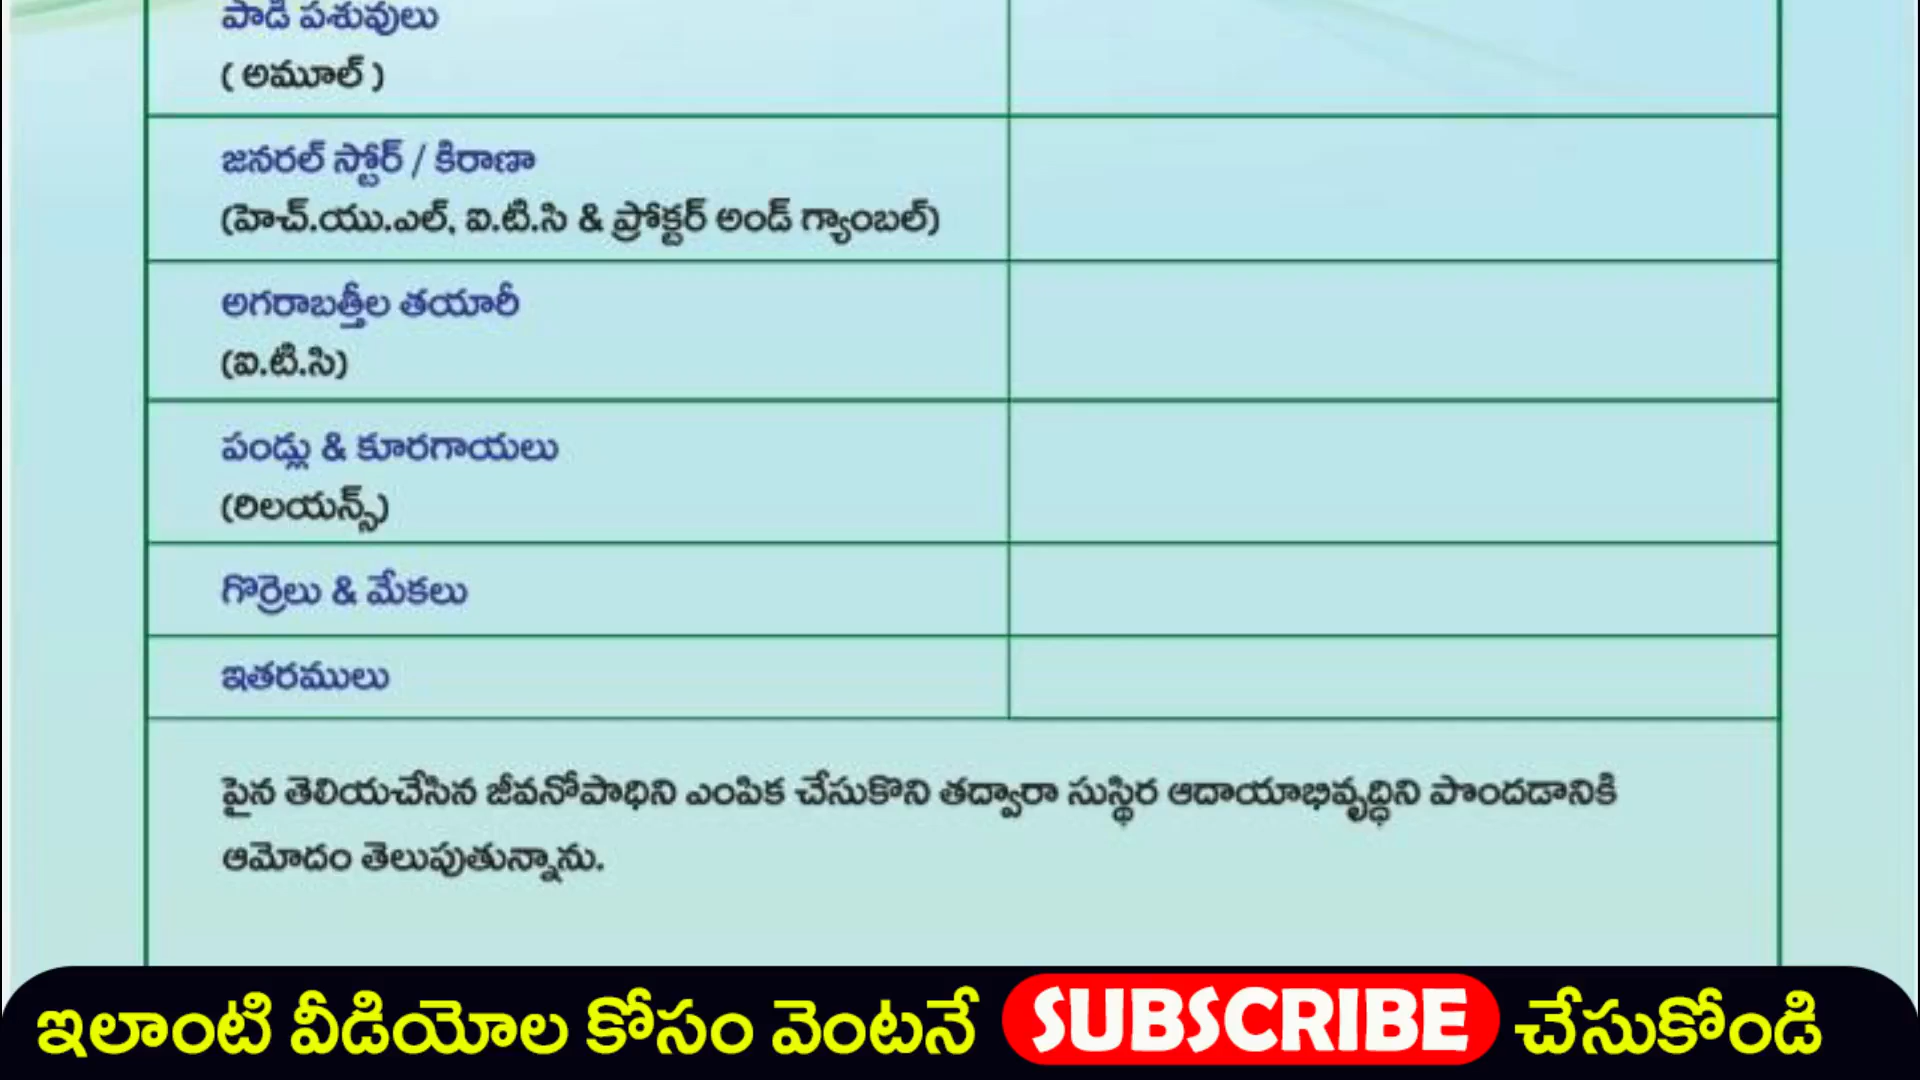 పాడి పశువులు
( అమూల్ )
జనరల్ స్టోర్ / కిరాణా
(హెచ్.యు.ఎల్, ఐ.టి.సి & ప్రోక్టర్ అండ్ గ్యాంబల్)
అగరాబత్తీల తయారీ
(ఐ.టి.సి)
పండ్లు & కూరగాయలు
(రిలయన్స్)
గొర్రెలు & మేకలు
ఇతరములు
పైన తెలియచేసిన జీవనోపాధిని ఎంపిక చేసుకొని తద్వారా సుస్థిర ఆదాయాభివృద్ధిని పొందడానికి
ఆమోదం తెలుపుతున్నాను.
ఇలాంటి వీడియోల కోసం వెంటనే SUBSCRIBE చేసుకోండి